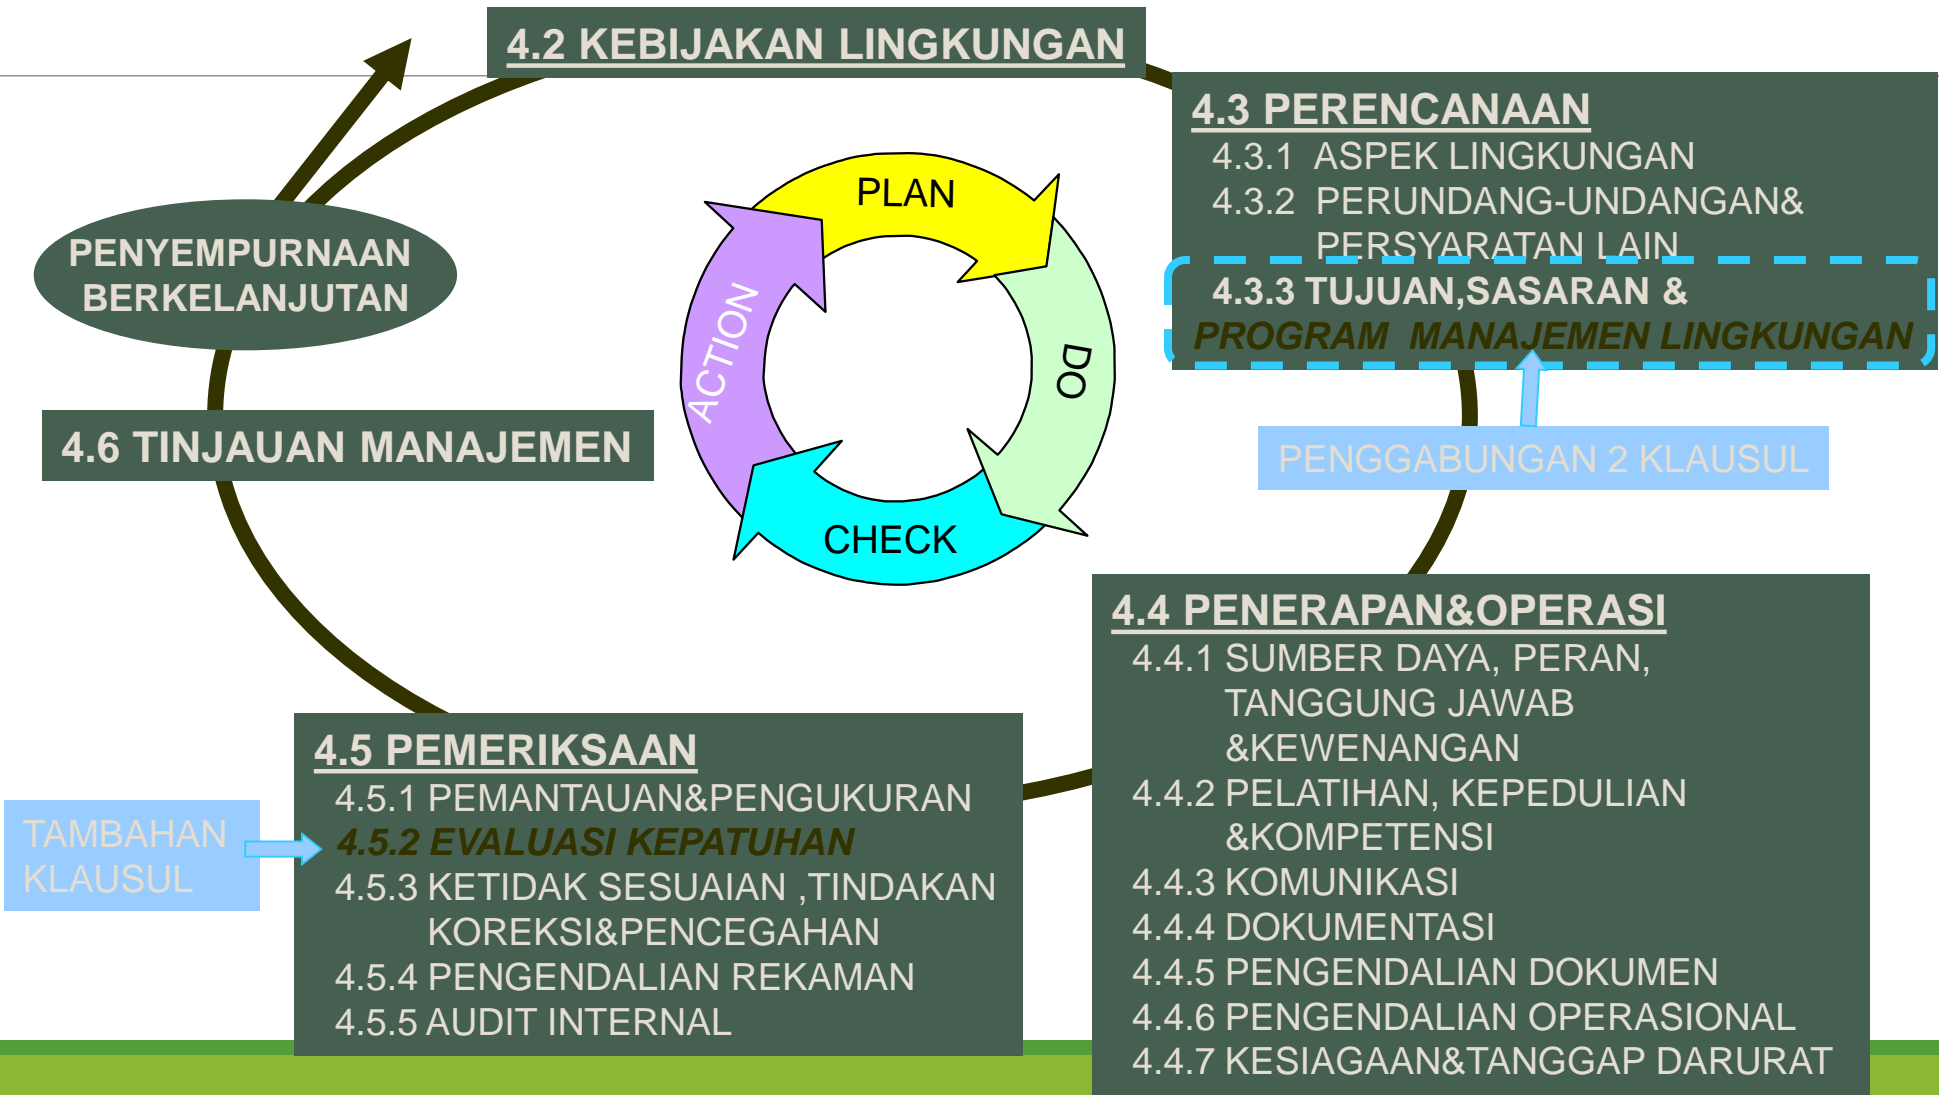 4.2 KEBIJAKAN LINGKUNGAN
4.3 PERENCANAAN
4.3.1 ASPEK LINGKUNGAN
4.3.2 PERUNDANG-UNDANGAN&
PERSYARATAN LAIN
4.3.3 TUJUAN,SASARAN &
PROGRAM MANAJEMEN LINGKUNGAN
PENGGABUNGAN 2 KLAUSUL
PLAN
DO
CHECK
ACTION
PENYEMPURNAAN
BERKELANJUTAN
4.6 TINJAUAN MANAJEMEN
4.4 PENERAPAN&OPERASI
4.4.1 SUMBER DAYA, PERAN,
TANGGUNG JAWAB
&KEWENANGAN
4.4.2 PELATIHAN, KEPEDULIAN
&KOMPETENSI
4.4.3 KOMUNIKASI
4.4.4 DOKUMENTASI
4.4.5 PENGENDALIAN DOKUMEN
4.4.6 PENGENDALIAN OPERASIONAL
4.4.7 KESIAGAAN&TANGGAP DARURAT
4.5 PEMERIKSAAN
4.5.1 PEMANTAUAN&PENGUKURAN
4.5.2 EVALUASI KEPATUHAN
4.5.3 KETIDAK SESUAIAN ,TINDAKAN
KOREKSI&PENCEGAHAN
4.5.4 PENGENDALIAN REKAMAN
4.5.5 AUDIT INTERNAL
TAMBAHAN
KLAUSUL